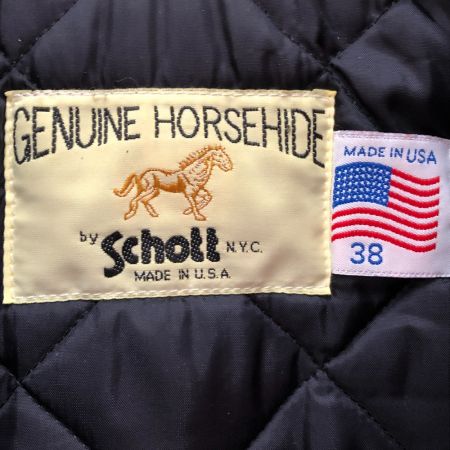 GENUINE HORSEHIDE
by Schott N.Y.C.
MADE IN U.S.A.
MADE IN USA
38